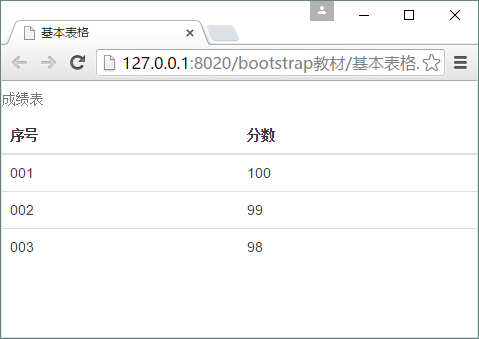 基本表格
127.0.0.1:8020/bootstrap教材/基本表格.
成绩表
序号 分数
001 100
002 99
003 98